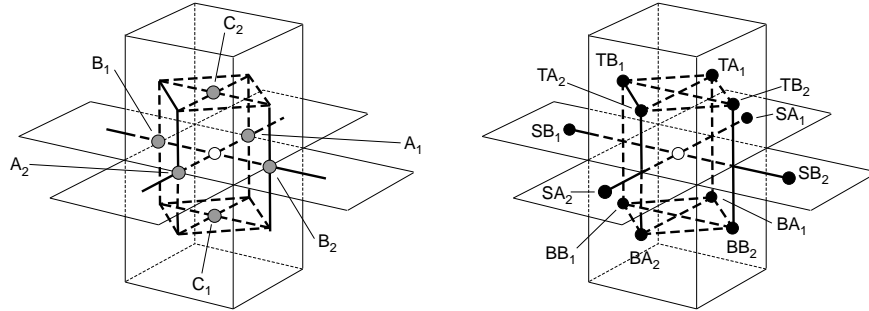 C₂
B₁
A₁
A₂
B₂
C₁
TB₁
TA₁
TA₂
TB₂
SA₁
SB₁
SB₂
SA₂
BA₁
BB₁
BA₂
BB₂